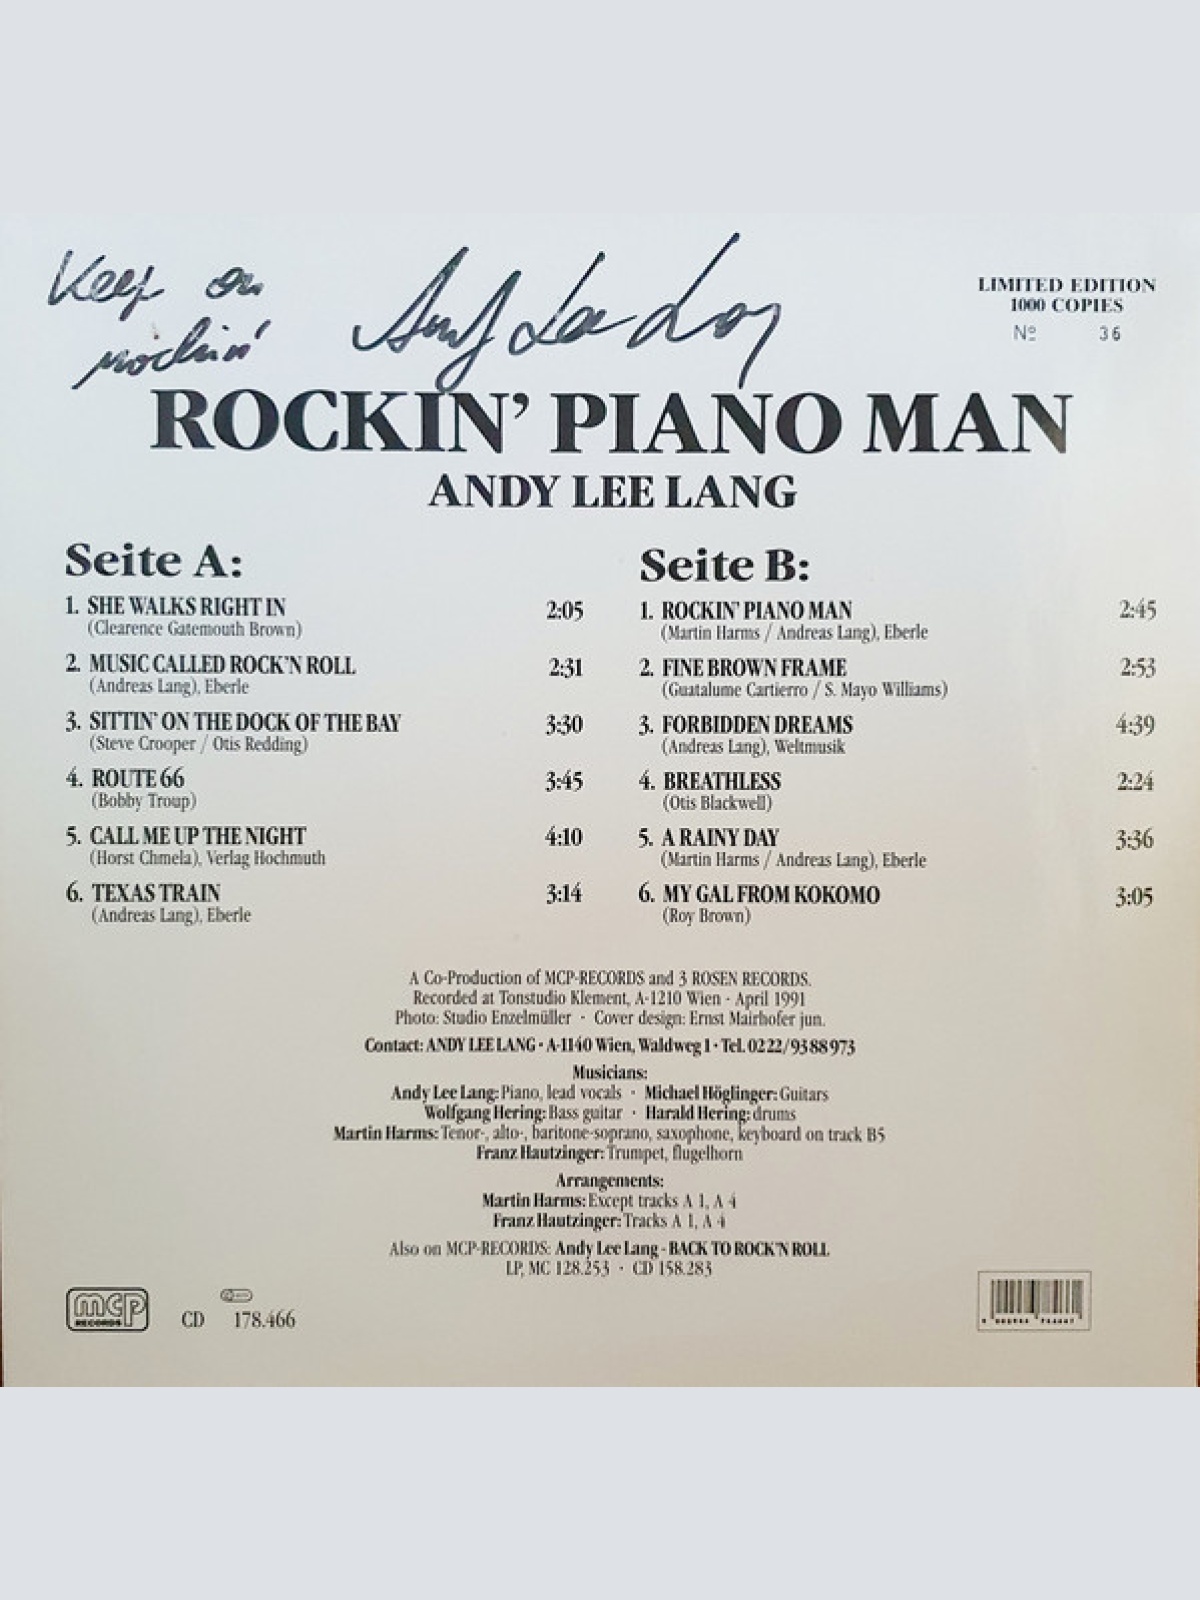 Keep on
rockin'
Andy Lee Lang
LIMITED EDITION
1000 COPIES
Nº 36
ROCKIN' PIANO MAN
ANDY LEE LANG
Seite A:
1. SHE WALKS RIGHT IN 2:05
(Clearence Gatemouth Brown)
2. MUSIC CALLED ROCK'N ROLL 2:31
(Andreas Lang), Eberle
3. SITTIN' ON THE DOCK OF THE BAY 3:30
(Steve Crooper / Otis Redding)
4. ROUTE 66 3:45
(Bobby Troup)
5. CALL ME UP THE NIGHT 4:10
(Horst Chmela), Verlag Hochmuth
6. TEXAS TRAIN 3:14
(Andreas Lang), Eberle
Seite B:
1. ROCKIN' PIANO MAN 2:45
(Martin Harms / Andreas Lang), Eberle
2. FINE BROWN FRAME 2:53
(Guatalume Cartierro / S. Mayo Williams)
3. FORBIDDEN DREAMS 4:39
(Andreas Lang), Weltmusik
4. BREATHLESS 2:24
(Otis Blackwell)
5. A RAINY DAY 3:36
(Martin Harms / Andreas Lang), Eberle
6. MY GAL FROM KOKOMO 3:05
(Roy Brown)
A Co-Production of MCP-RECORDS and 3 ROSEN RECORDS.
Recorded at Tonstudio Klement, A-1210 Wien - April 1991
Photo: Studio Enzelmüller · Cover design: Ernst Mairhofer jun.
Contact: ANDY LEE LANG · A-1140 Wien, Waldweg 1 · Tel. 0222/93 88 973
Musicians:
Andy Lee Lang: Piano, lead vocals · Michael Höglinger: Guitars
Wolfgang Hering: Bass guitar · Harald Hering: drums
Martin Harms: Tenor-, alto-, baritone-soprano, saxophone, keyboard on track B5
Franz Hautzinger: Trumpet, flugelhorn
Arrangements:
Martin Harms: Except tracks A 1, A 4
Franz Hautzinger: Tracks A 1, A 4
Also on MCP-RECORDS: Andy Lee Lang - BACK TO ROCK'N ROLL
LP, MC 128.253 · CD 158.283
mcp
RECORDS
CD 178.466